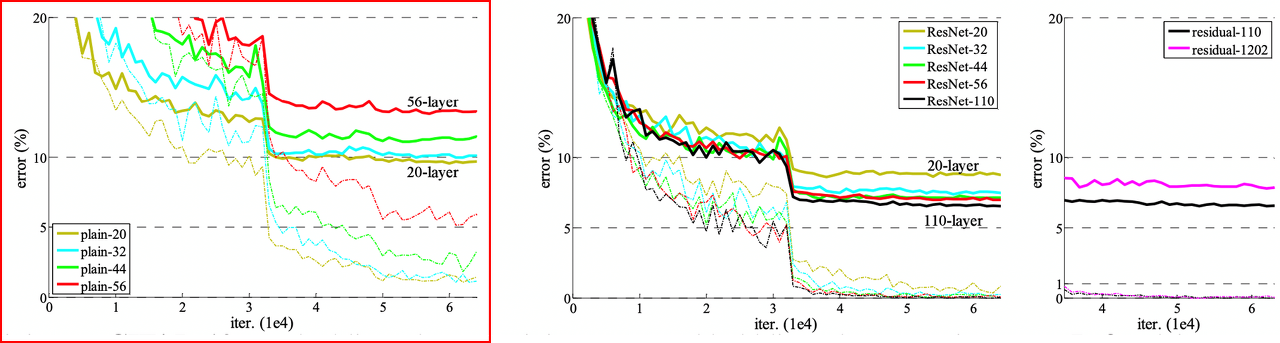 20
10
5
0
error (%)
1
2
3
4
5
6
iter. (1e4)
56-layer
20-layer
plain-20
plain-32
plain-44
plain-56
20
10
5
0
error (%)
0
1
2
3
4
5
6
iter. (1e4)
20-layer
110-layer
ResNet-20
ResNet-32
ResNet-44
ResNet-56
ResNet-110
20
10
5
1
0
error (%)
4
5
6
iter. (1e4)
residual-110
residual-1202